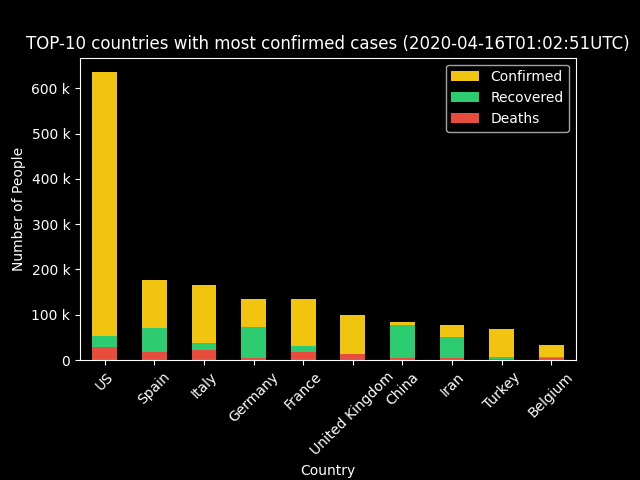 TOP-10 countries with most confirmed cases (2020-04-16T01:02:51UTC)
Confirmed
Recovered
Deaths
Number of People
600 k
500 k
400 k
300 k
200 k
100 k
0
US
Spain
Italy
Germany
France
United Kingdom
China
Iran
Turkey
Belgium
Country